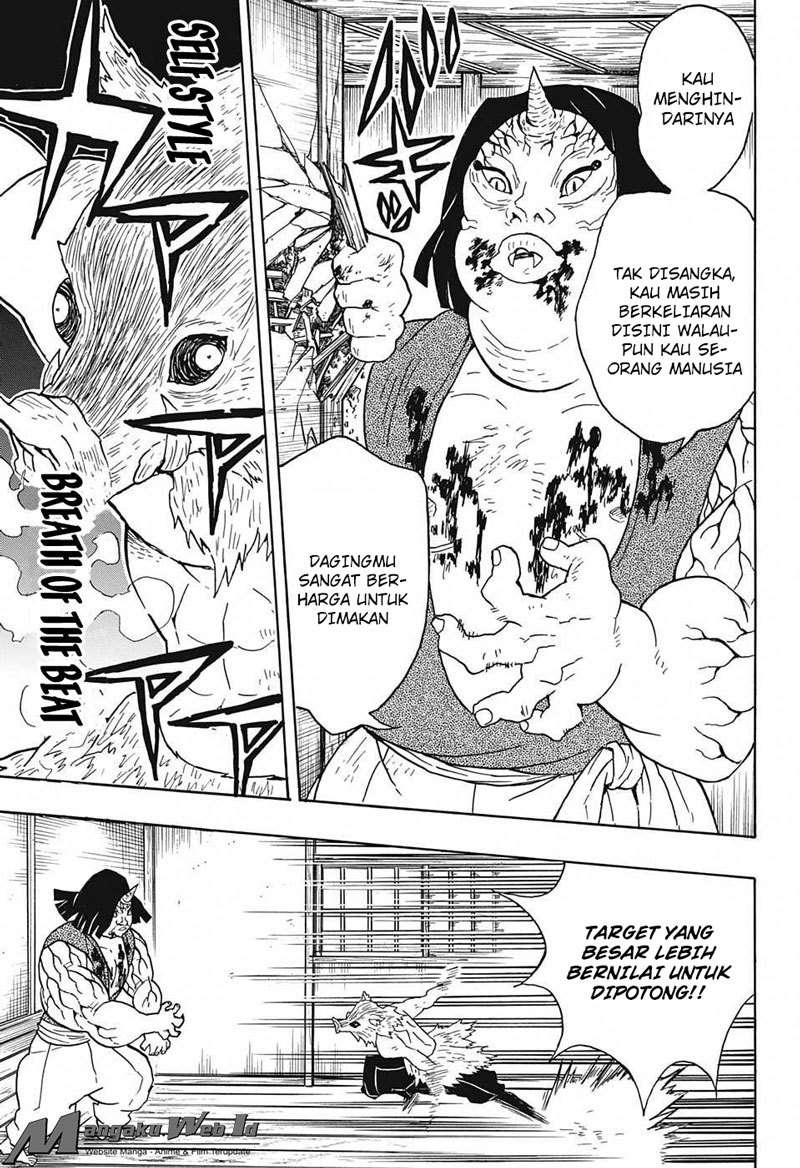 KAU
MENGHIN-
DARINYA
TAK DISANGKA,
KAU MASIH
BERKELIARAN
DISINI WALAU-
PUN KAU SE-
ORANG MANUSIA
DAGINGMU
SANGAT BER-
HARGA UNTUK
DIMAKAN
SELF STYLE
BREATH OF THE BEAT
TARGET YANG
BESAR LEBIH
BERNILAI UNTUK
DIPOTONG!!
Mangaku.Web.Id
Website Manga - Anime & Film Terupdate